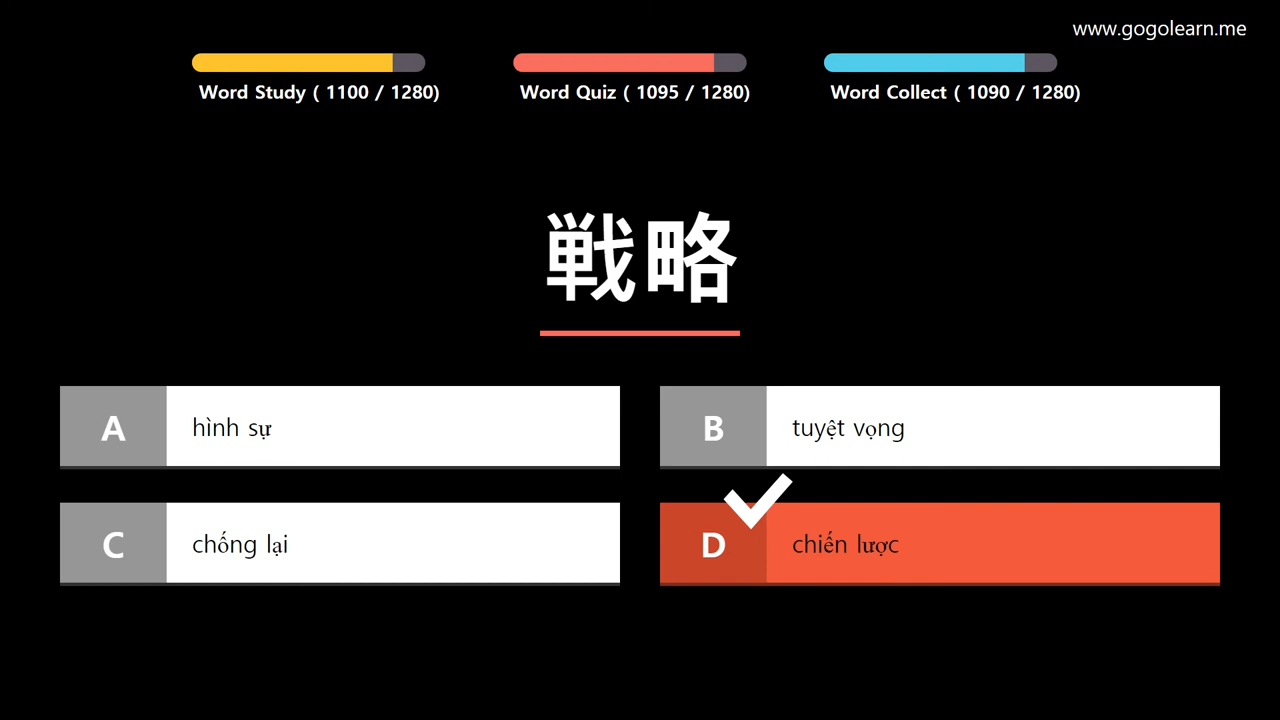 www.gogolearn.me
Word Study ( 1100 / 1280)
Word Quiz ( 1095 / 1280)
Word Collect ( 1090 / 1280)
戦略
A hình sự
B tuyệt vọng
C chống lại
D chiến lược